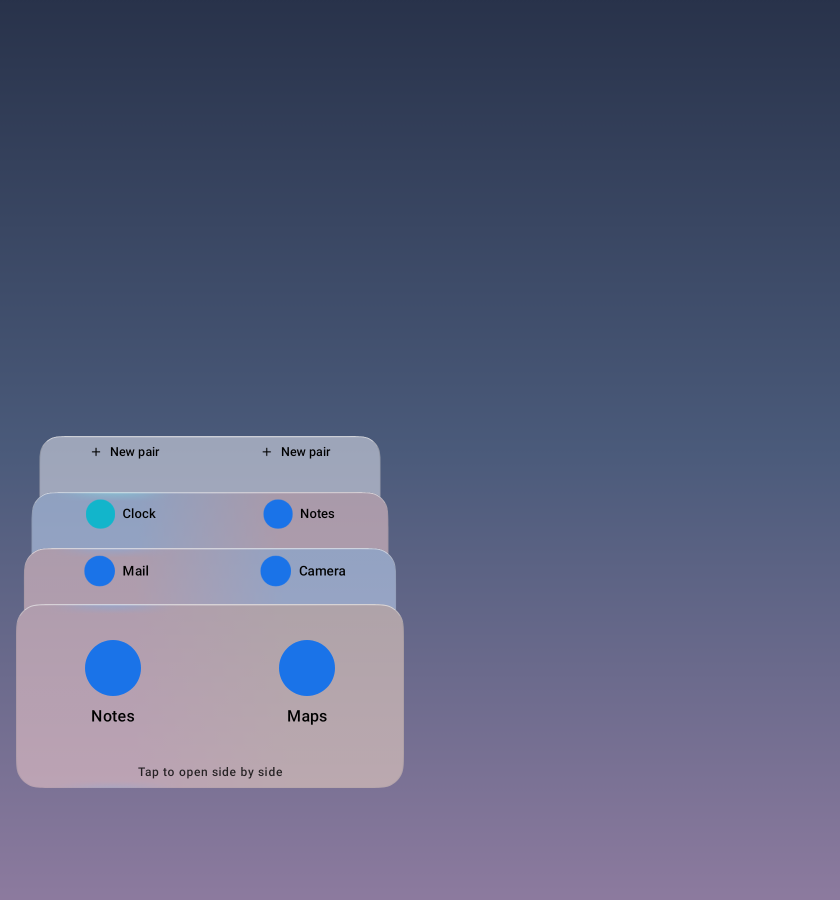 + New pair + New pair
Clock Notes
Mail Camera
Notes Maps
Tap to open side by side